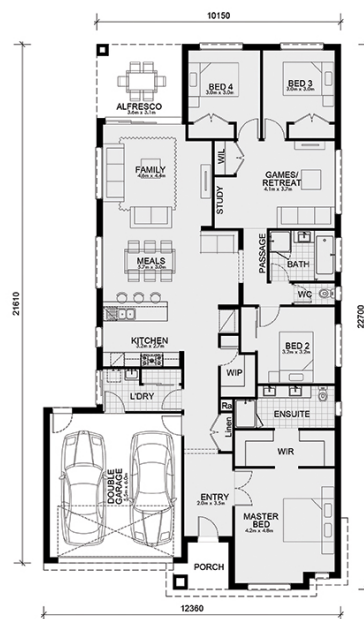 10150
BED 4
3.0m x 3.0m
BED 3
3.0m x 3.0m
ALFRESCO
3.6m x 3.1m
FAMILY
4.6m x 4.4m
WIL
STUDY
GAMES/
RETREAT
4.1m x 3.7m
PASSAGE
BATH
WC
MEALS
5.7m x 3.0m
21610
22700
KITCHEN
3.2m x 2.7m
BED 2
3.2m x 3.2m
WIP
L'DRY
Ra
Linen
ENSUITE
WIR
DOUBLE
GARAGE
ENTRY
2.0m x 3.5m
MASTER
BED
4.2m x 4.8m
PORCH
12360